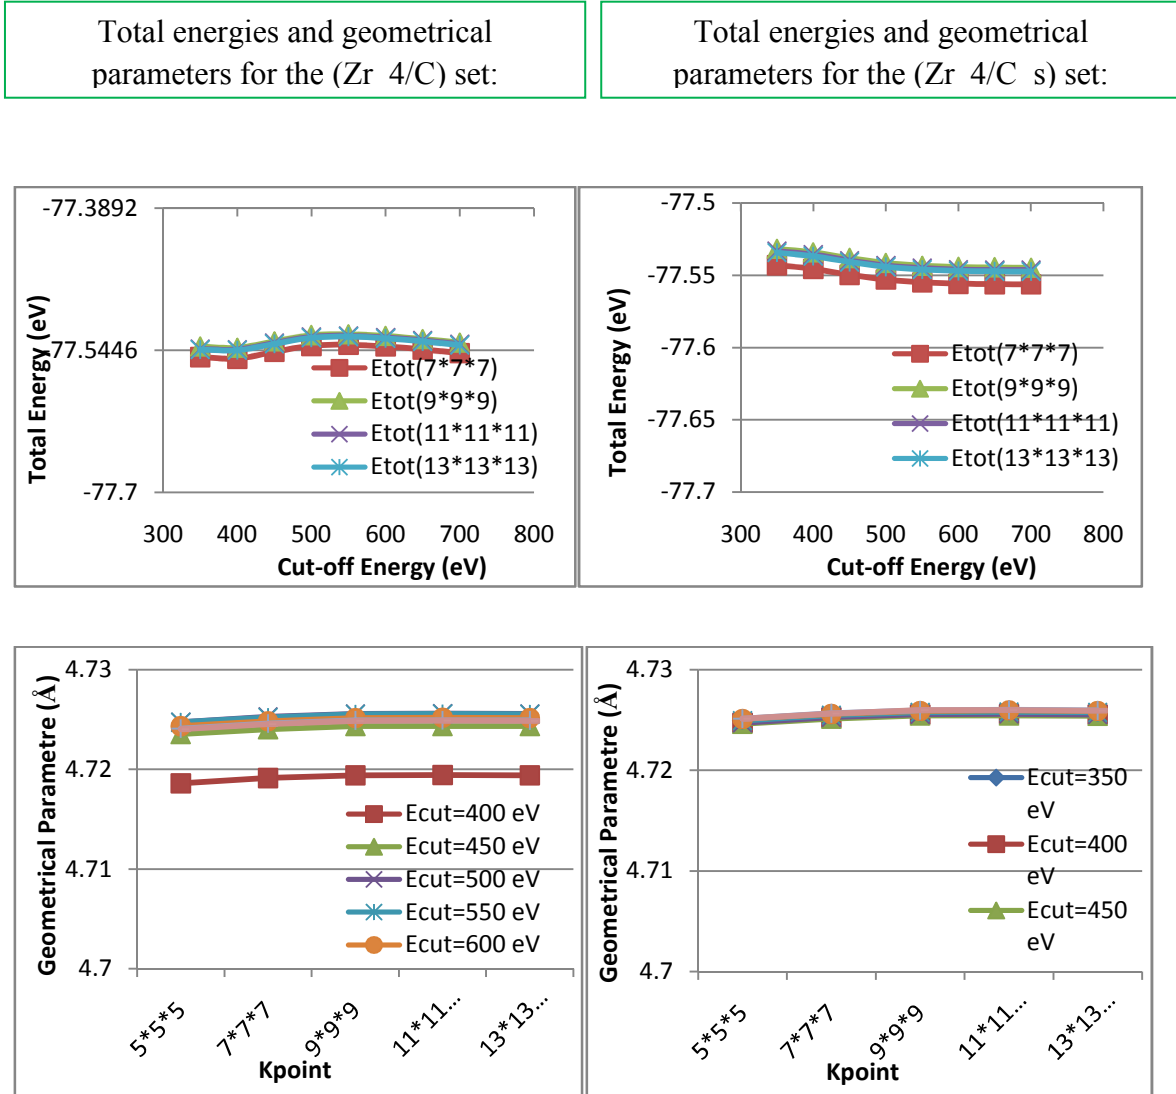 Total energies and geometrical
parameters for the (Zr_4/C) set:
Total energies and geometrical
parameters for the (Zr_4/C_s) set:
-77.3892
-77.5446
-77.7
300 400 500 600 700 800
Total Energy (eV)
Cut-off Energy (eV)
Etot(7*7*7)
Etot(9*9*9)
Etot(11*11*11)
Etot(13*13*13)
-77.5
-77.55
-77.6
-77.65
-77.7
300 400 500 600 700 800
Total Energy (eV)
Cut-off Energy (eV)
Etot(7*7*7)
Etot(9*9*9)
Etot(11*11*11)
Etot(13*13*13)
4.73
4.72
4.71
4.7
Geometrical Parametre (Å)
Ecut=400 eV
Ecut=450 eV
Ecut=500 eV
Ecut=550 eV
Ecut=600 eV
5*5*5 7*7*7 9*9*9 11*11... 13*13...
Kpoint
4.73
4.72
4.71
4.7
Geometrical Parametre (Å)
Ecut=350
eV
Ecut=400
eV
Ecut=450
eV
5*5*5 7*7*7 9*9*9 11*11... 13*13...
Kpoint